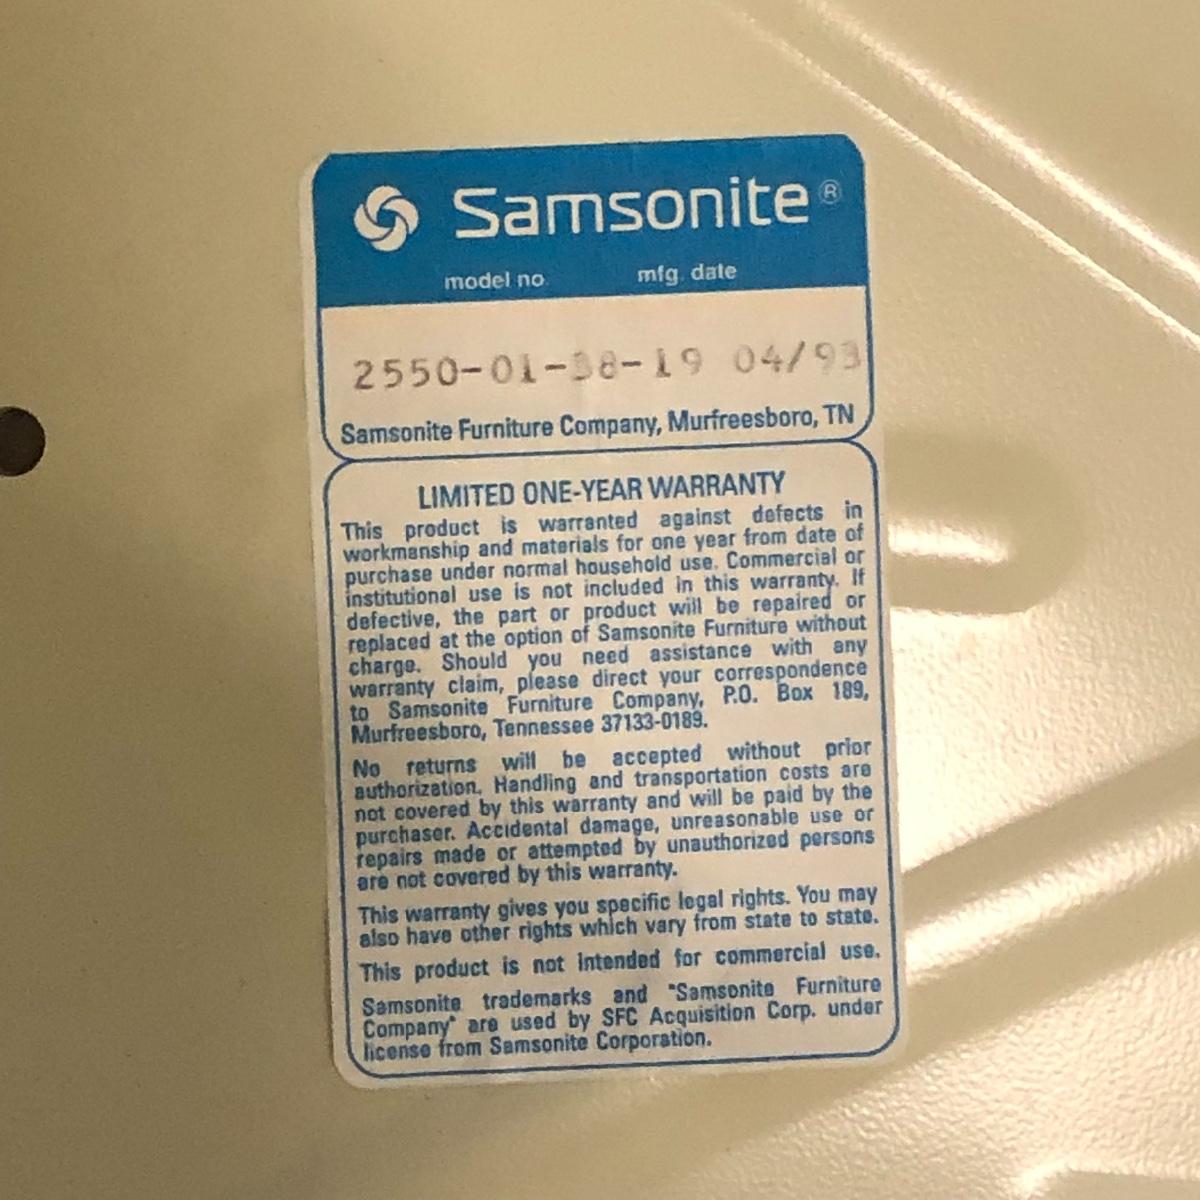 Samsonite®
model no. mfg. date
2550-01-38-19 04/93
Samsonite Furniture Company, Murfreesboro, TN
LIMITED ONE-YEAR WARRANTY
This product is warranted against defects in
workmanship and materials for one year from date of
purchase under normal household use. Commercial or
institutional use is not included in this warranty. If
defective, the part or product will be repaired or
replaced at the option of Samsonite Furniture without
charge. Should you need assistance with any
warranty claim, please direct your correspondence
to Samsonite Furniture Company, P.O. Box 189,
Murfreesboro, Tennessee 37133-0189.
No returns will be accepted without prior
authorization. Handling and transportation costs are
not covered by this warranty and will be paid by the
purchaser. Accidental damage, unreasonable use or
repairs made or attempted by unauthorized persons
are not covered by this warranty.
This warranty gives you specific legal rights. You may
also have other rights which vary from state to state.
This product is not intended for commercial use.
Samsonite trademarks and "Samsonite Furniture
Company" are used by SFC Acquisition Corp. under
license from Samsonite Corporation.